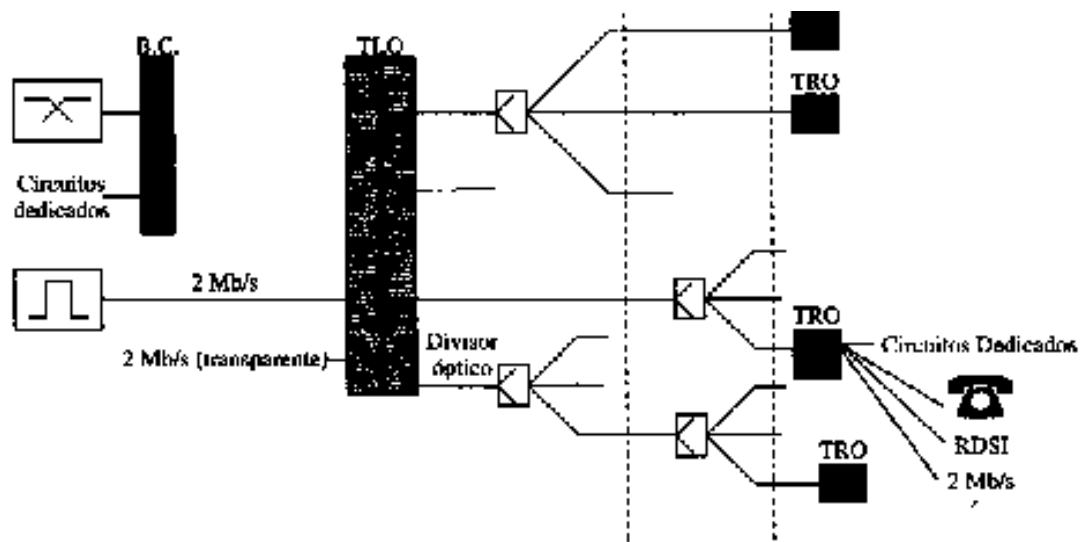 B.C.
TLO
TRO
Circuitos
dedicados
2 Mb/s
2 Mb/s (transparente)
Divisor
óptico
TRO
Circuitos Dedicados
RDSI
TRO
2 Mb/s